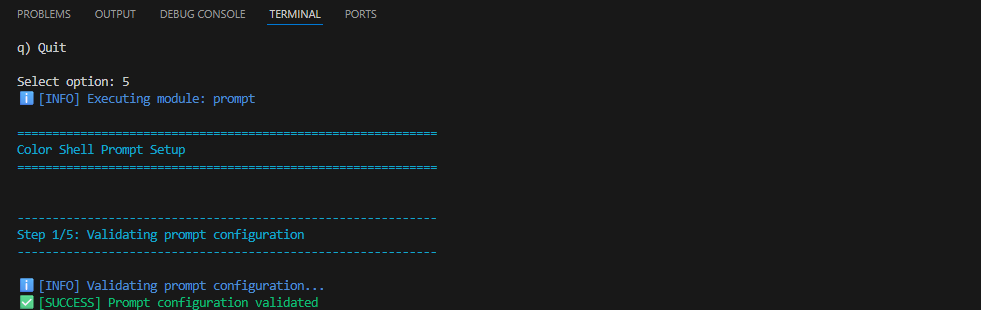 PROBLEMS OUTPUT DEBUG CONSOLE TERMINAL PORTS
q) Quit
Select option: 5
ℹ️ [INFO] Executing module: prompt
============================================================
Color Shell Prompt Setup
============================================================
------------------------------------------------------------
Step 1/5: Validating prompt configuration
------------------------------------------------------------
ℹ️ [INFO] Validating prompt configuration...
✅ [SUCCESS] Prompt configuration validated